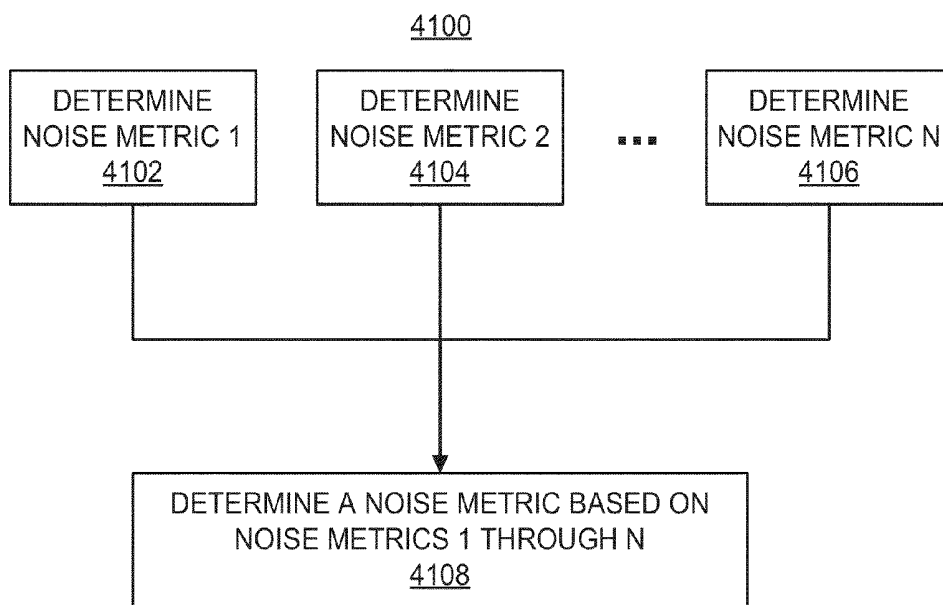 4100
DETERMINE
NOISE METRIC 1
4102
DETERMINE
NOISE METRIC 2
4104
DETERMINE
NOISE METRIC N
4106
DETERMINE A NOISE METRIC BASED ON
NOISE METRICS 1 THROUGH N
4108